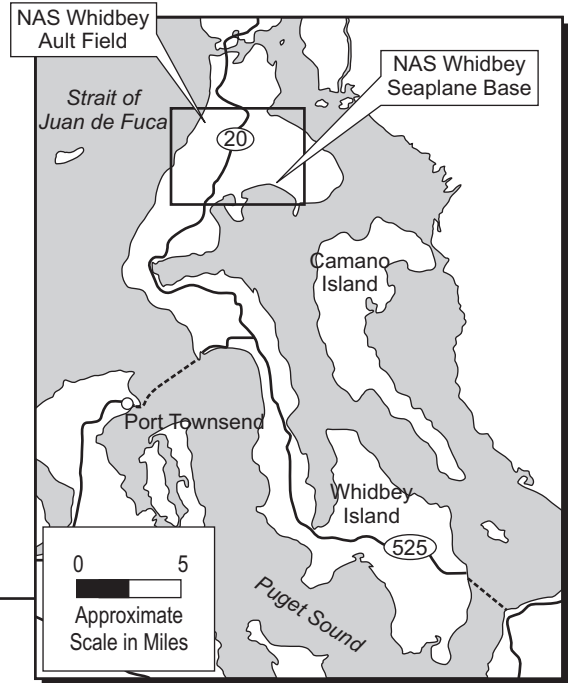 NAS Whidbey
Ault Field
NAS Whidbey
Seaplane Base
Strait of
Juan de Fuca
20
Camano
Island
Port Townsend
Whidbey
Island
525
0 5
Approximate
Scale in Miles
Puget Sound